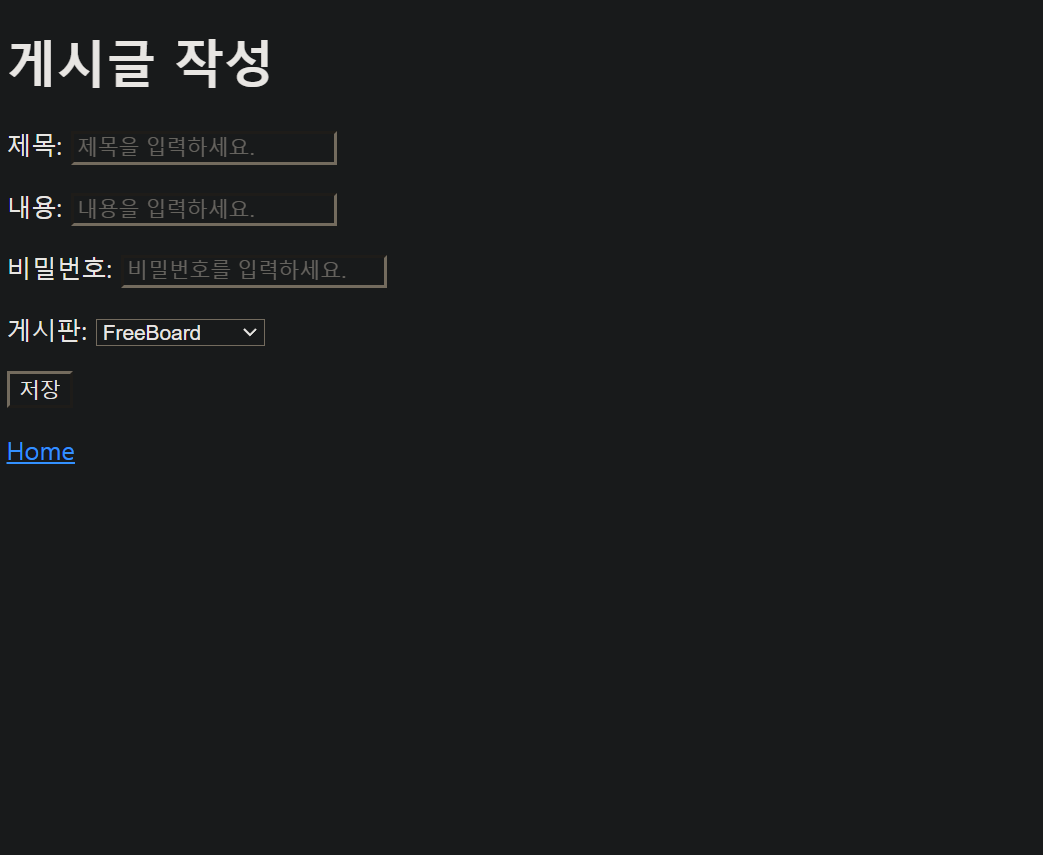 게시글 작성
제목: 제목을 입력하세요.
내용: 내용을 입력하세요.
비밀번호: 비밀번호를 입력하세요.
게시판: FreeBoard
저장
Home